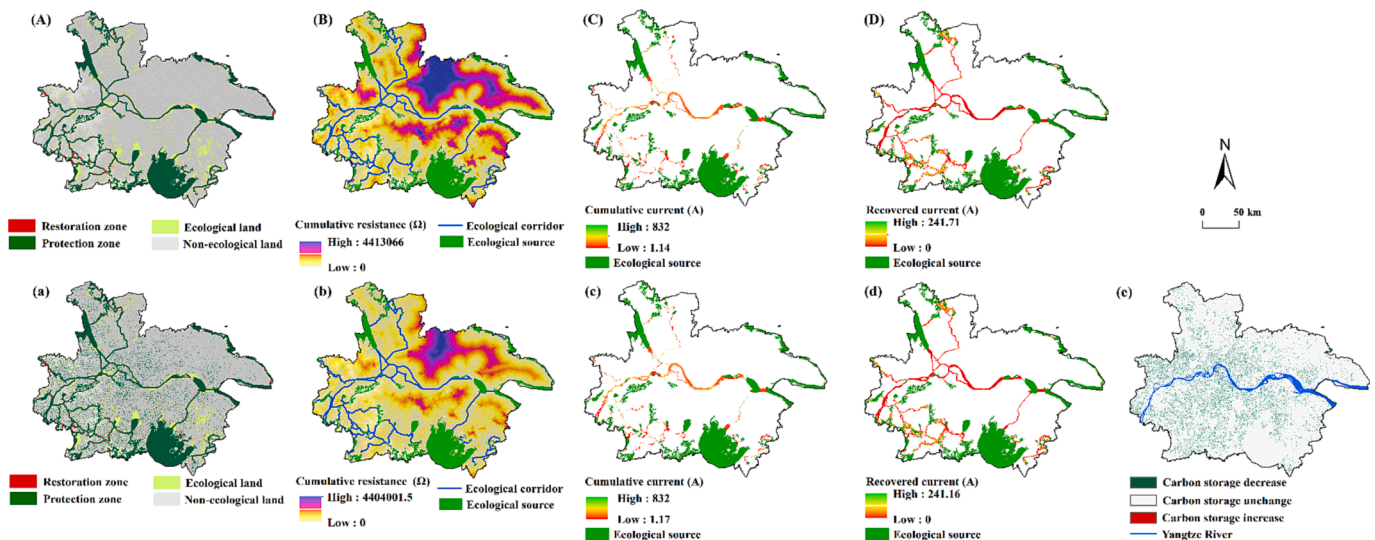 (A)
Restoration zone
Ecological land
Protection zone
Non-ecological land
(B)
Cumulative resistance (Ω)
High : 4413066
Low : 0
Ecological corridor
Ecological source
(C)
Cumulative current (A)
High : 832
Low : 1.14
Ecological source
(D)
Recovered current (A)
High : 241.71
Low : 0
Ecological source
N
0 50 km
(a)
Restoration zone
Ecological land
Protection zone
Non-ecological land
(b)
Cumulative resistance (Ω)
High : 4404001.5
Low : 0
Ecological corridor
Ecological source
(c)
Cumulative current (A)
High : 832
Low : 1.17
Ecological source
(d)
Recovered current (A)
High : 241.16
Low : 0
Ecological source
(e)
Carbon storage decrease
Carbon storage unchange
Carbon storage increase
Yangtze River